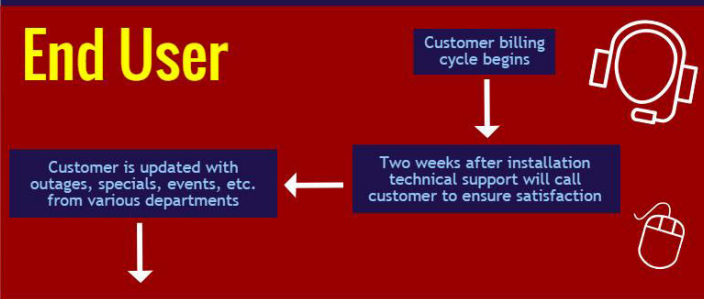 End User
Customer billing
cycle begins
Two weeks after installation
technical support will call
customer to ensure satisfaction
Customer is updated with
outages, specials, events, etc.
from various departments